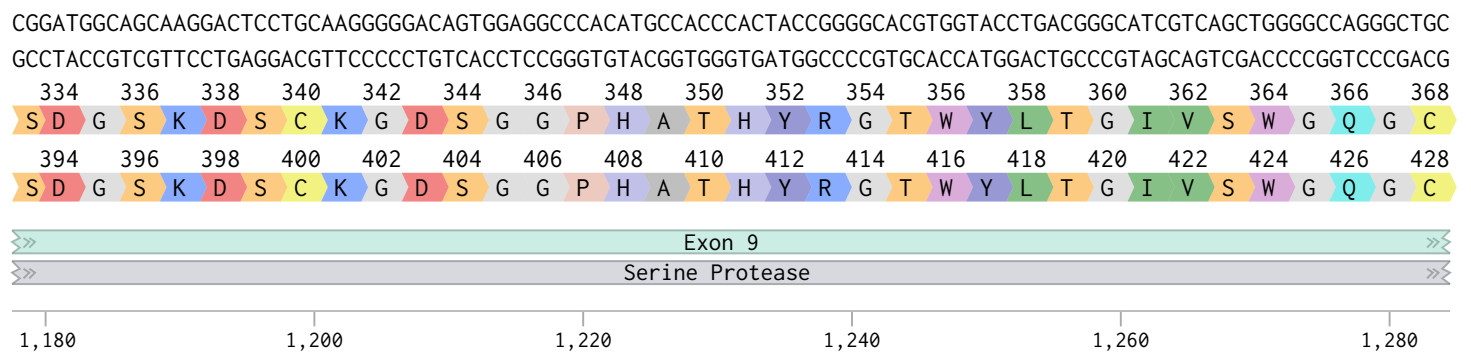 CGGATGGCAGCAAGGACTCCTGCAAGGGGGACAGTGGAGGCCCACATGCCACCCACTACCGGGGCACGTGGTACCTGACGGGCATCGTCAGCTGGGGCCAGGGCTGC
GCCTACCGTCGTTCCTGAGGACGTTCCCCCTGTCACCTCCGGGTGTACGGTGGGTGATGGCCCCGTGCACCATGGACTGCCCGTAGCAGTCGACCCCGGTCCCGACG
334 336 338 340 342 344 346 348 350 352 354 356 358 360 362 364 366 368
S D G S K D S C K G D S G G P H A T H Y R G T W Y L T G I V S W G Q G C
394 396 398 400 402 404 406 408 410 412 414 416 418 420 422 424 426 428
S D G S K D S C K G D S G G P H A T H Y R G T W Y L T G I V S W G Q G C
Exon 9
Serine Protease
1,180 1,200 1,220 1,240 1,260 1,280